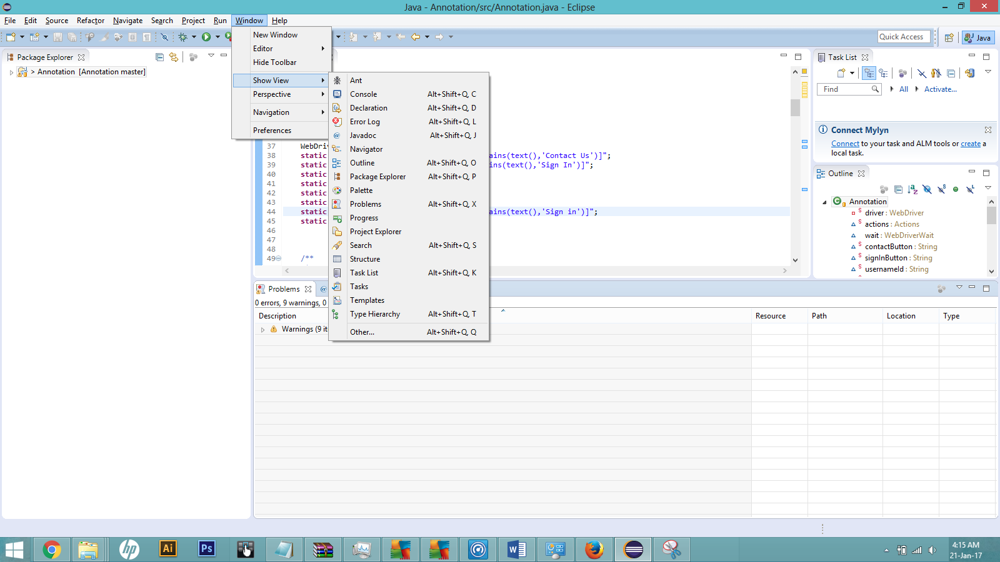 Java - Annotation/src/Annotation.java - Eclipse
File Edit Source Refactor Navigate Search Project Run Window Help
Quick Access
Java
New Window
Editor
Hide Toolbar
Show View
Perspective
Navigation
Preferences
Package Explorer
> Annotation [Annotation master]
Ant
Console Alt+Shift+Q, C
Declaration Alt+Shift+Q, D
Error Log Alt+Shift+Q, L
Javadoc Alt+Shift+Q, J
Navigator
Outline Alt+Shift+Q, O
Package Explorer Alt+Shift+Q, P
Palette
Problems Alt+Shift+Q, X
Progress
Project Explorer
Search Alt+Shift+Q, S
Structure
Task List Alt+Shift+Q, K
Tasks
Templates
Type Hierarchy Alt+Shift+Q, T
Other... Alt+Shift+Q, Q
37 WebDriv
38 static ains(text(),'Contact Us')]";
39 static ins(text(),'Sign In')]";
40 static
41 static
42 static
43 static
44 static ains(text(),'Sign in')]";
45 static
46
47
48
49 /**
Task List
Find
All
Activate...
Connect Mylyn
Connect to your task and ALM tools or create a
local task.
Outline
Annotation
driver : WebDriver
actions : Actions
wait : WebDriverWait
contactButton : String
signInButton : String
usernameId : String
Problems
@
0 errors, 9 warnings, 0
Description Resource Path Location Type
Warnings (9 ite
hp
Ai
Ps
4:15 AM
21-Jan-17